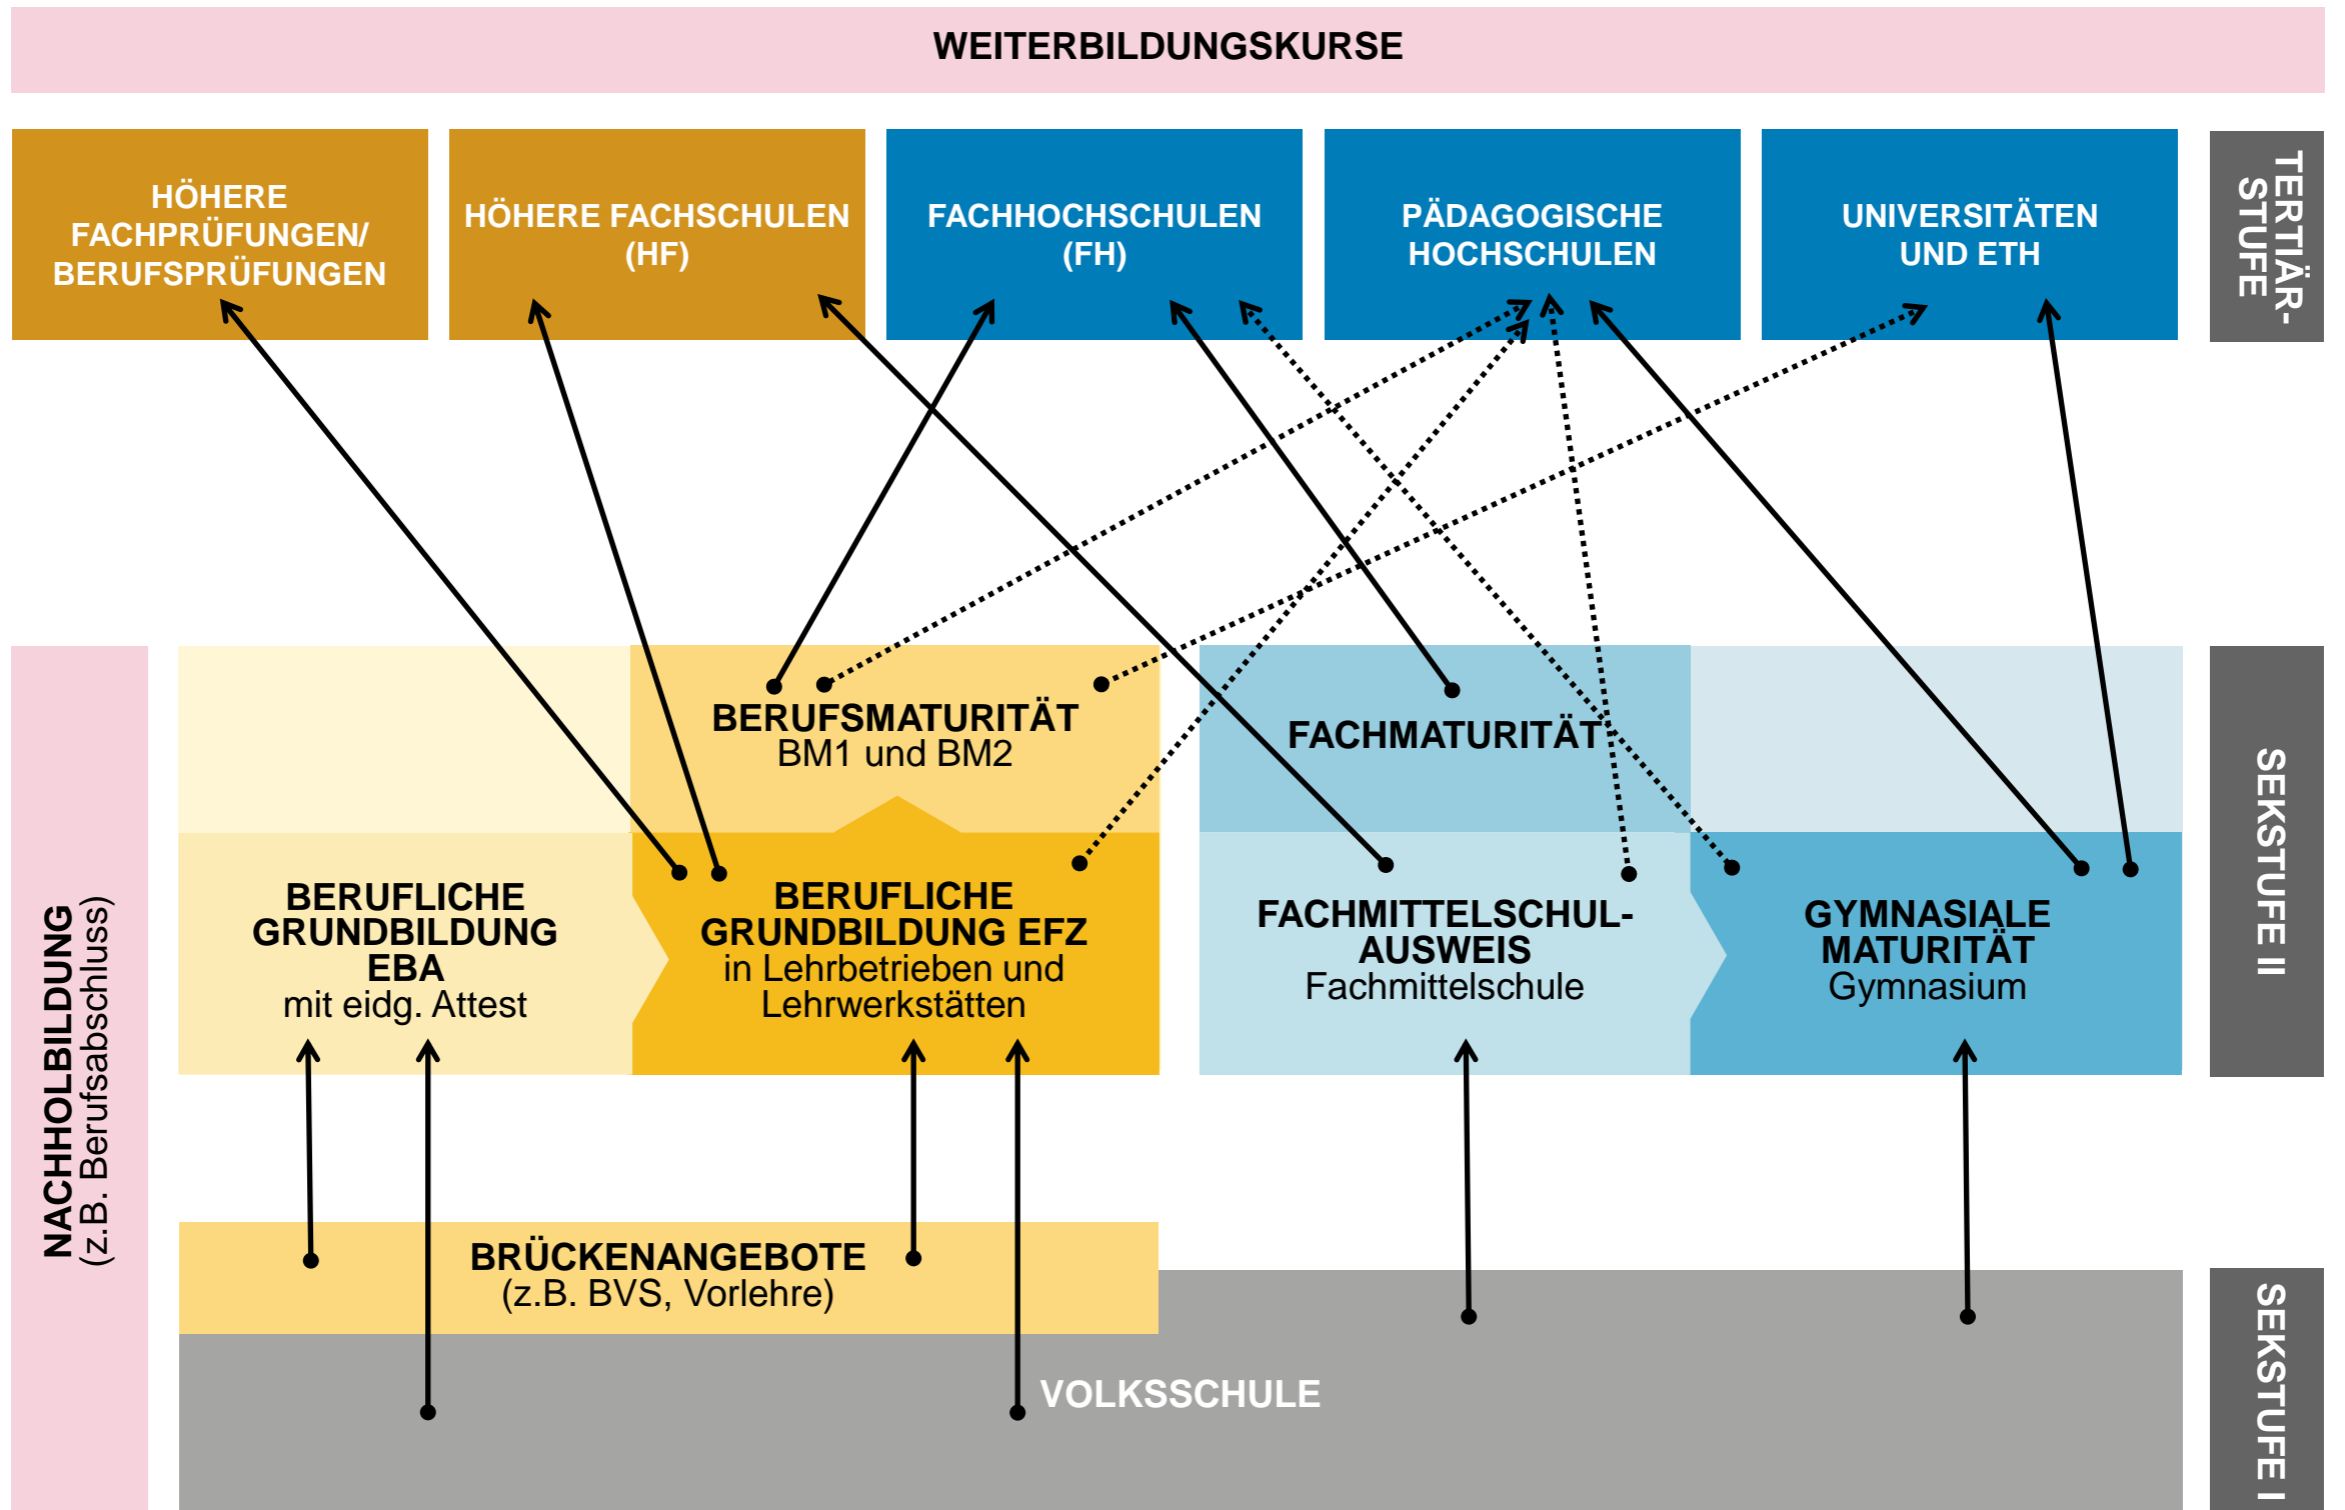 WEITERBILDUNGSKURSE
HÖHERE
FACHPRÜFUNGEN/
BERUFSPRÜFUNGEN
HÖHERE FACHSCHULEN
(HF)
FACHHOCHSCHULEN
(FH)
PÄDAGOGISCHE
HOCHSCHULEN
UNIVERSITÄTEN
UND ETH
TERTIÄR-
STUFE
BERUFSMATURITÄT
BM1 und BM2
FACHMATURITÄT
BERUFLICHE
GRUNDBILDUNG
EBA
mit eidg. Attest
BERUFLICHE
GRUNDBILDUNG EFZ
in Lehrbetrieben und
Lehrwerkstätten
FACHMITTELSCHUL-
AUSWEIS
Fachmittelschule
GYMNASIALE
MATURITÄT
Gymnasium
SEKSTUFE II
NACHHOLBILDUNG
(z.B. Berufsabschluss)
BRÜCKENANGEBOTE
(z.B. BVS, Vorlehre)
VOLKSSCHULE
SEKSTUFE I